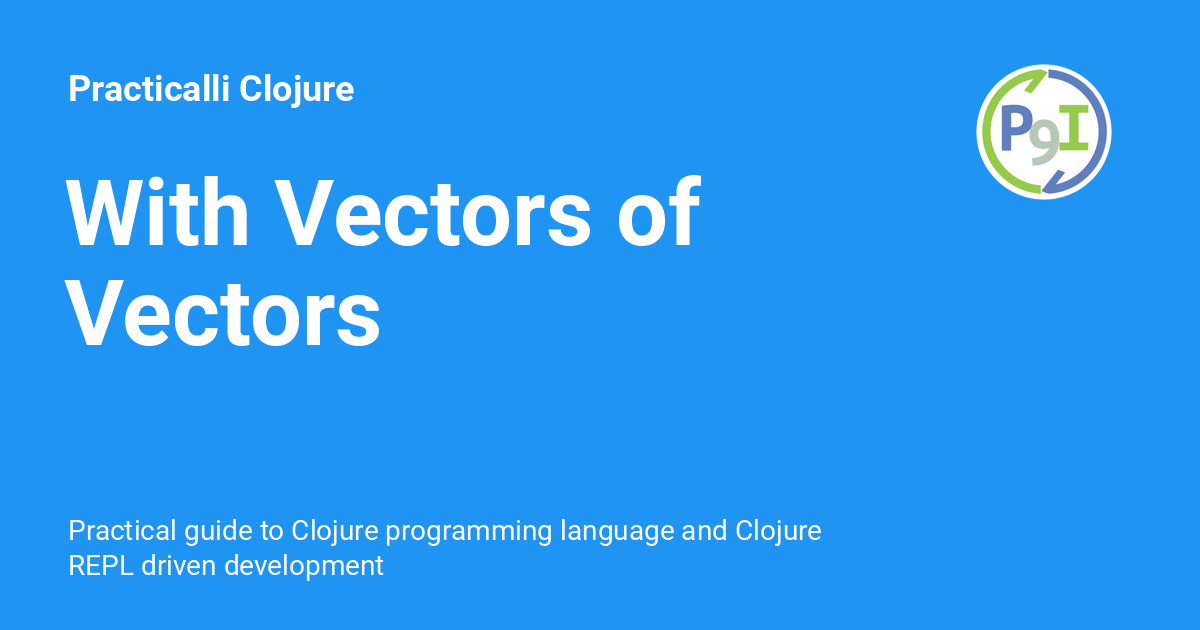 Practicalli Clojure
P9I
With Vectors of
Vectors
Practical guide to Clojure programming language and Clojure
REPL driven development